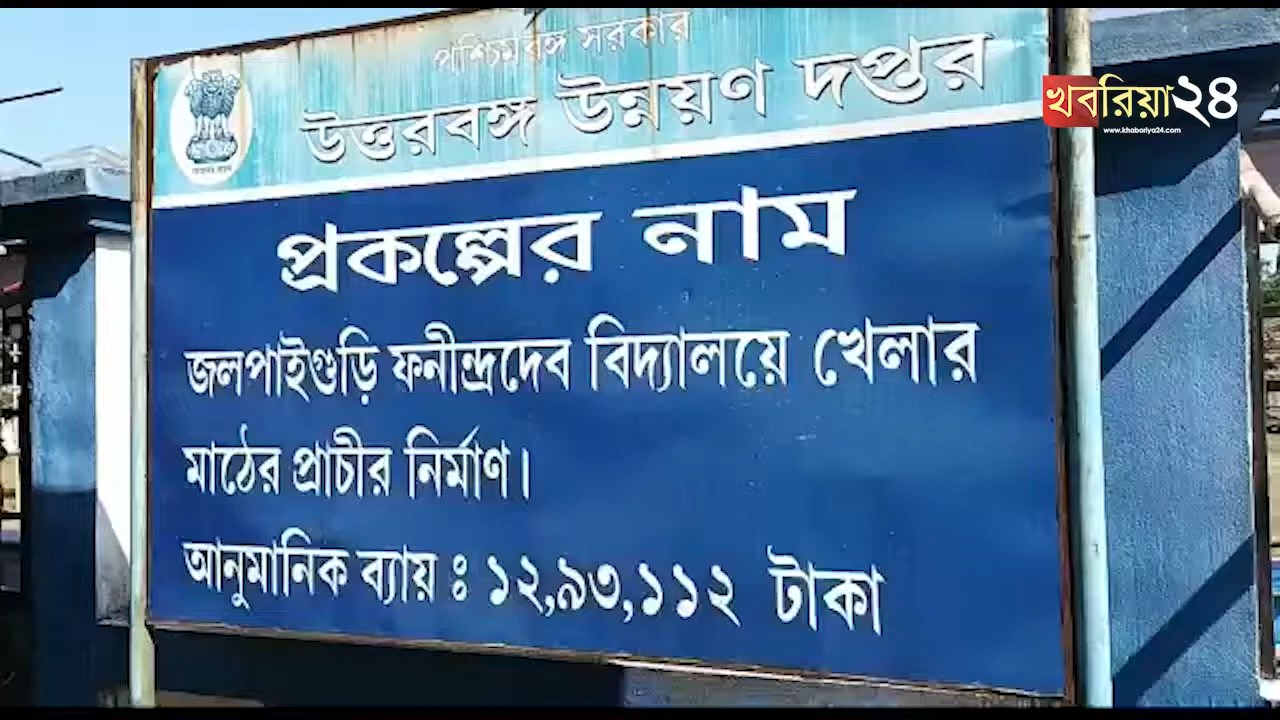 পশ্চিমবঙ্গ সরকার
উত্তরবঙ্গ উন্নয়ণ দপ্তর
খবরিয়া২৪
www.khabariya24.com
প্রকল্পের নাম
জলপাইগুড়ি ফনীন্দ্রদেব বিদ্যালয়ে খেলার
মাঠের প্রাচীর নির্মাণ।
আনুমানিক ব্যায় ঃ ১২,৯৩,১১২ টাকা